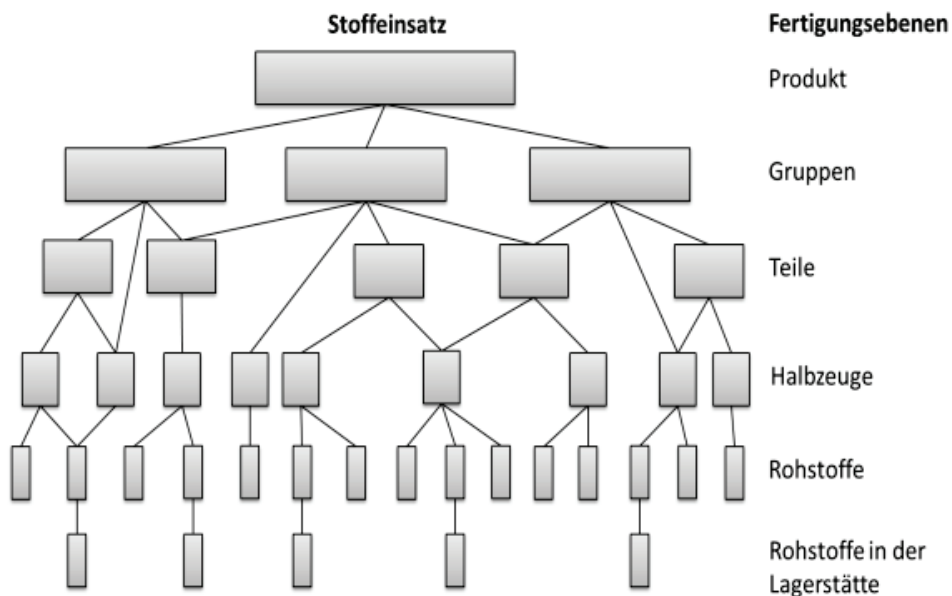 Stoffeinsatz
Fertigungsebenen
Produkt
Gruppen
Teile
Halbzeuge
Rohstoffe
Rohstoffe in der
Lagerstätte